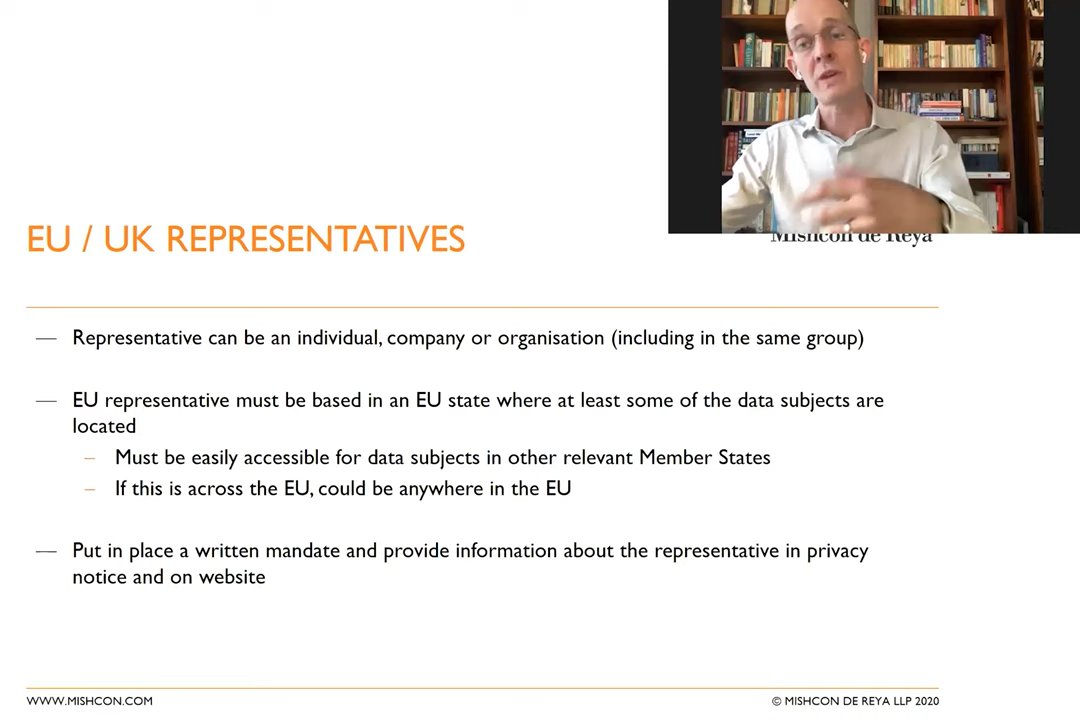 Mishcon de Reya
EU / UK REPRESENTATIVES
— Representative can be an individual, company or organisation (including in the same group)
— EU representative must be based in an EU state where at least some of the data subjects are
located
– Must be easily accessible for data subjects in other relevant Member States
– If this is across the EU, could be anywhere in the EU
— Put in place a written mandate and provide information about the representative in privacy
notice and on website
WWW.MISHCON.COM
© MISHCON DE REYA LLP 2020